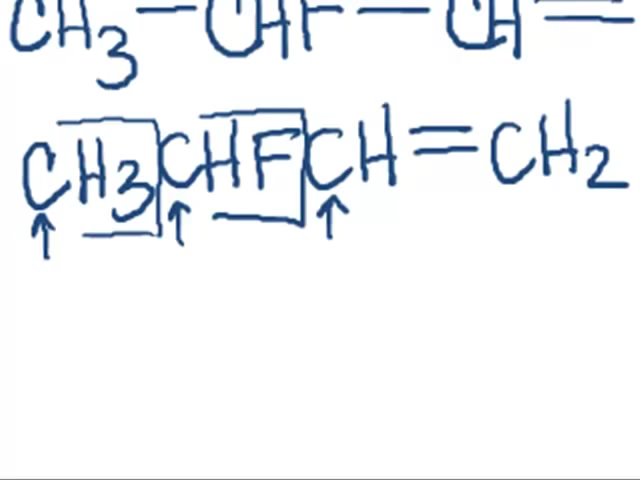 CH3 — CHF — CH =
CH3CHFCH=CH2